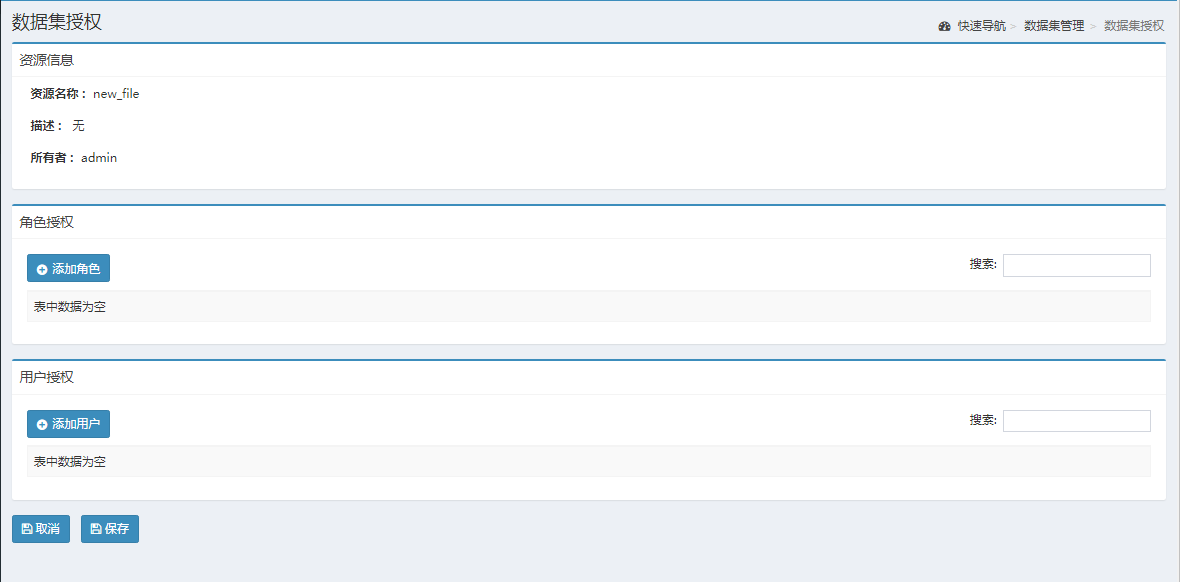 数据集授权
快速导航 > 数据集管理 > 数据集授权
资源信息
资源名称： new_file
描述： 无
所有者： admin
角色授权
添加角色
搜索:
表中数据为空
用户授权
添加用户
搜索:
表中数据为空
取消 保存